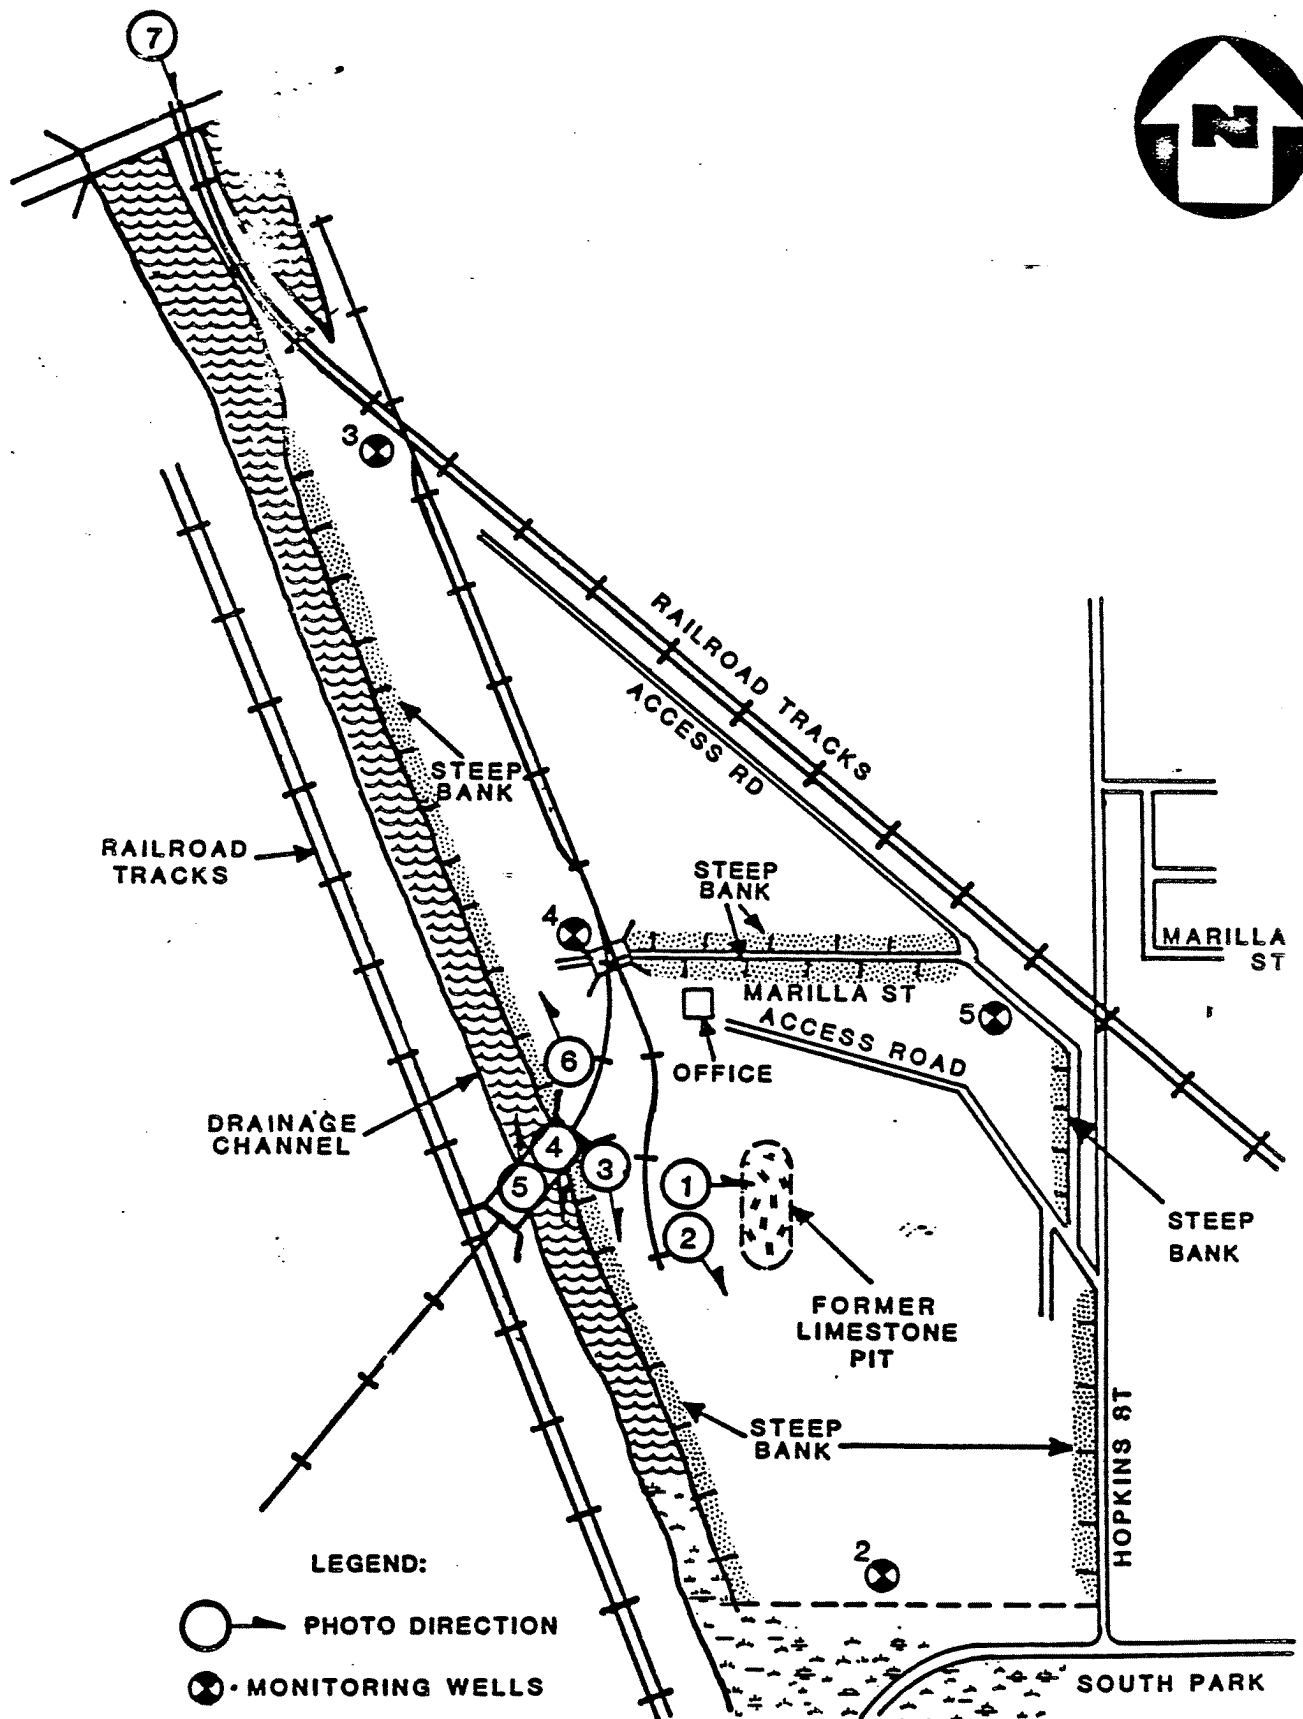 7
N
3
RAILROAD TRACKS
ACCESS RD
STEEP
BANK
RAILROAD
TRACKS
STEEP
BANK
4
MARILLA
ST
MARILLA ST
5
ACCESS ROAD
OFFICE
6
DRAINAGE
CHANNEL
4
3
5
1
2
STEEP
BANK
FORMER
LIMESTONE
PIT
STEEP
BANK
HOPKINS ST
2
LEGEND:
PHOTO DIRECTION
MONITORING WELLS
SOUTH PARK